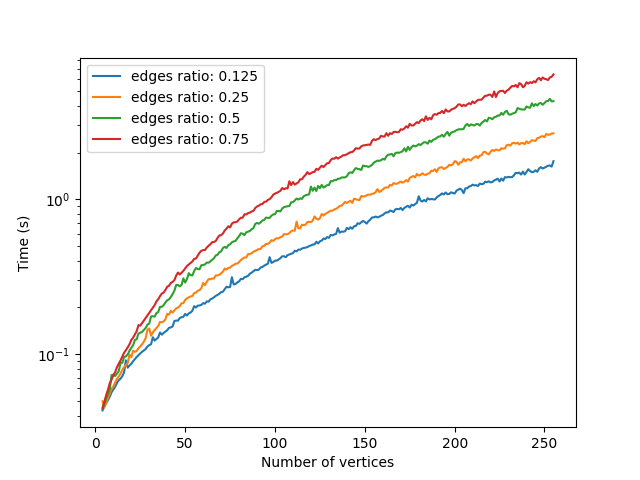 edges ratio: 0.125
edges ratio: 0.25
edges ratio: 0.5
edges ratio: 0.75
10⁰
10⁻¹
Time (s)
0 50 100 150 200 250
Number of vertices